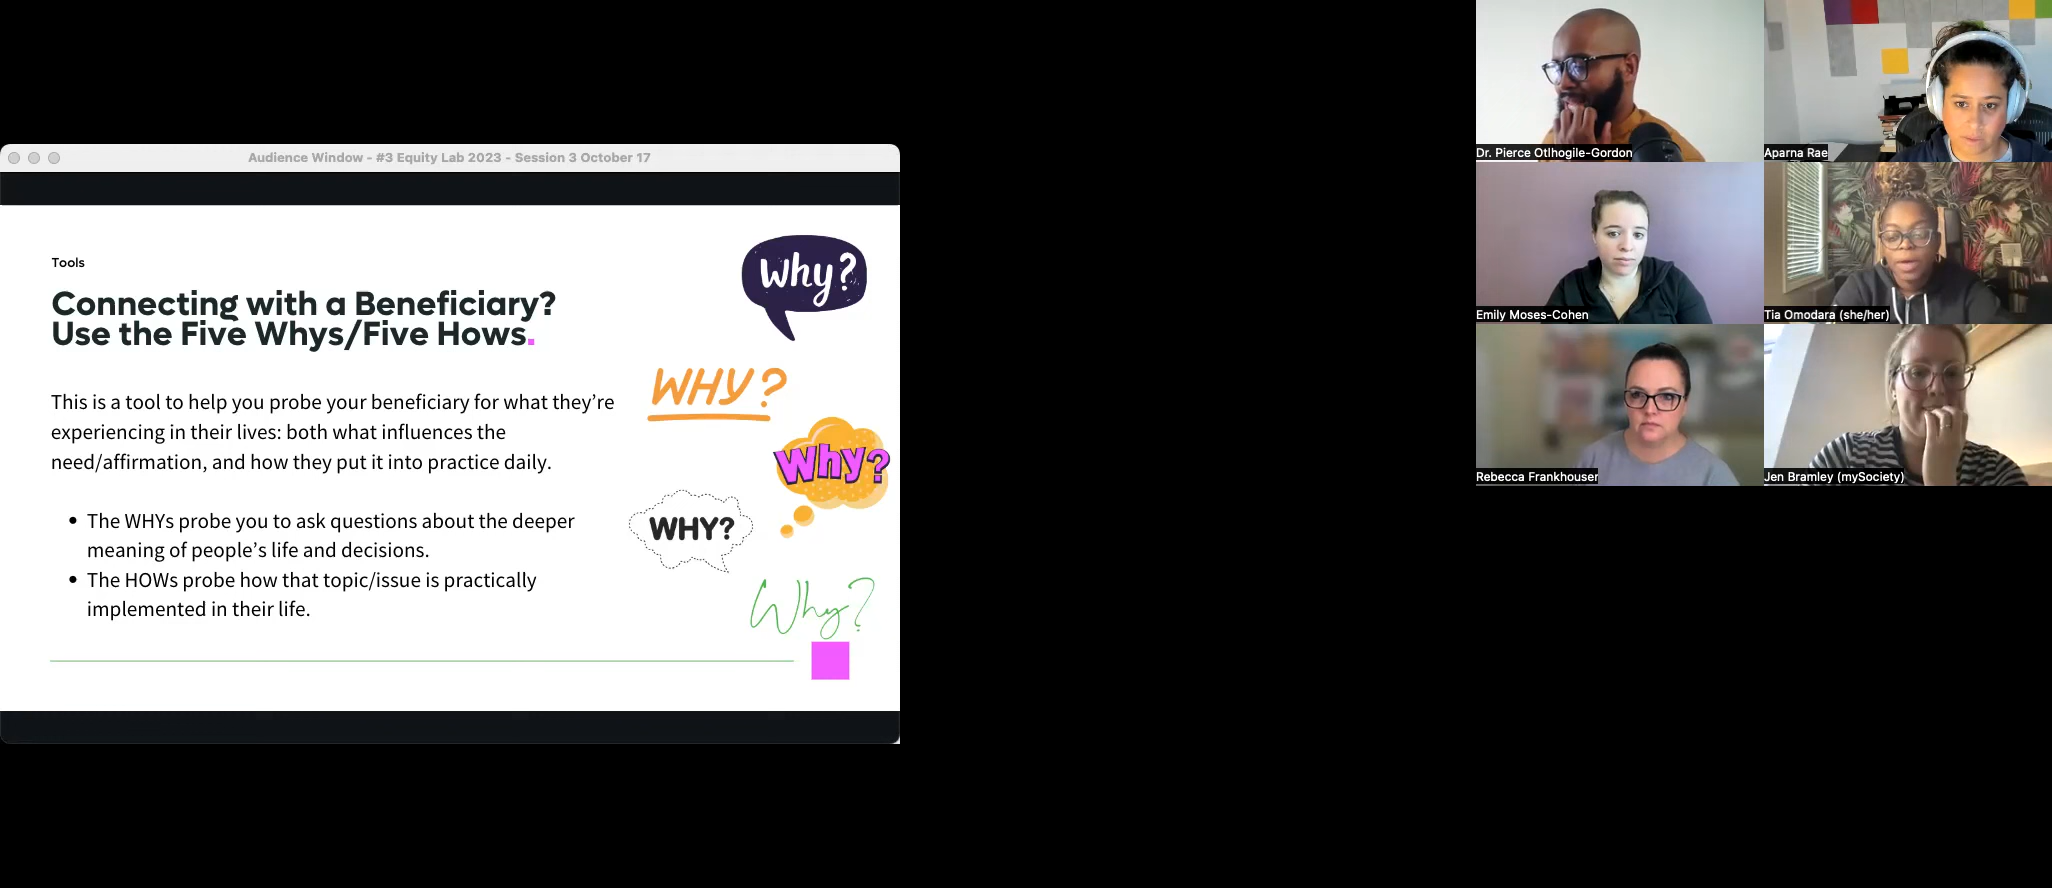 Audience Window - #3 Equity Lab 2023 - Session 3 October 17
Tools
Connecting with a Beneficiary?
Use the Five Whys/Five Hows.
This is a tool to help you probe your beneficiary for what they’re
experiencing in their lives: both what influences the
need/affirmation, and how they put it into practice daily.
• The WHYs probe you to ask questions about the deeper
meaning of people’s life and decisions.
• The HOWs probe how that topic/issue is practically
implemented in their life.
Why?
WHY?
Why?
WHY?
Why?
Dr. Pierce Otlhogile-Gordon
Aparna Rae
Emily Moses-Cohen
Tia Omodara (she/her)
Rebecca Frankhouser
Jen Bramley (mySociety)